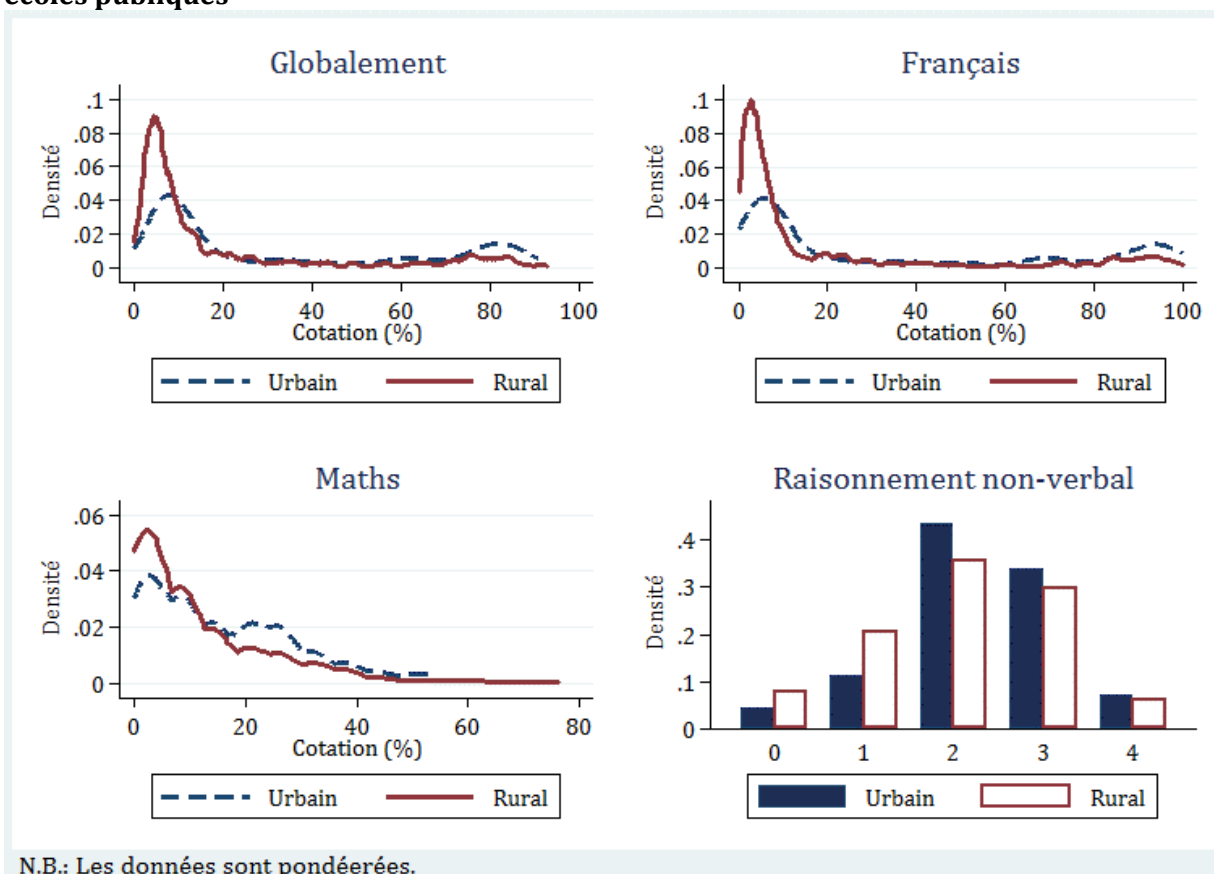 écoles publiques
Globalement
Densité
.1
.08
.06
.04
.02
0
0 20 40 60 80 100
Cotation (%)
Urbain Rural
Français
Densité
.1
.08
.06
.04
.02
0
0 20 40 60 80 100
Cotation (%)
Urbain Rural
Maths
Densité
.06
.04
.02
0
0 20 40 60 80
Cotation (%)
Urbain Rural
Raisonnement non-verbal
Densité
.4
.3
.2
.1
0
0 1 2 3 4
Urbain Rural
N.B.: Les données sont pondéerées.